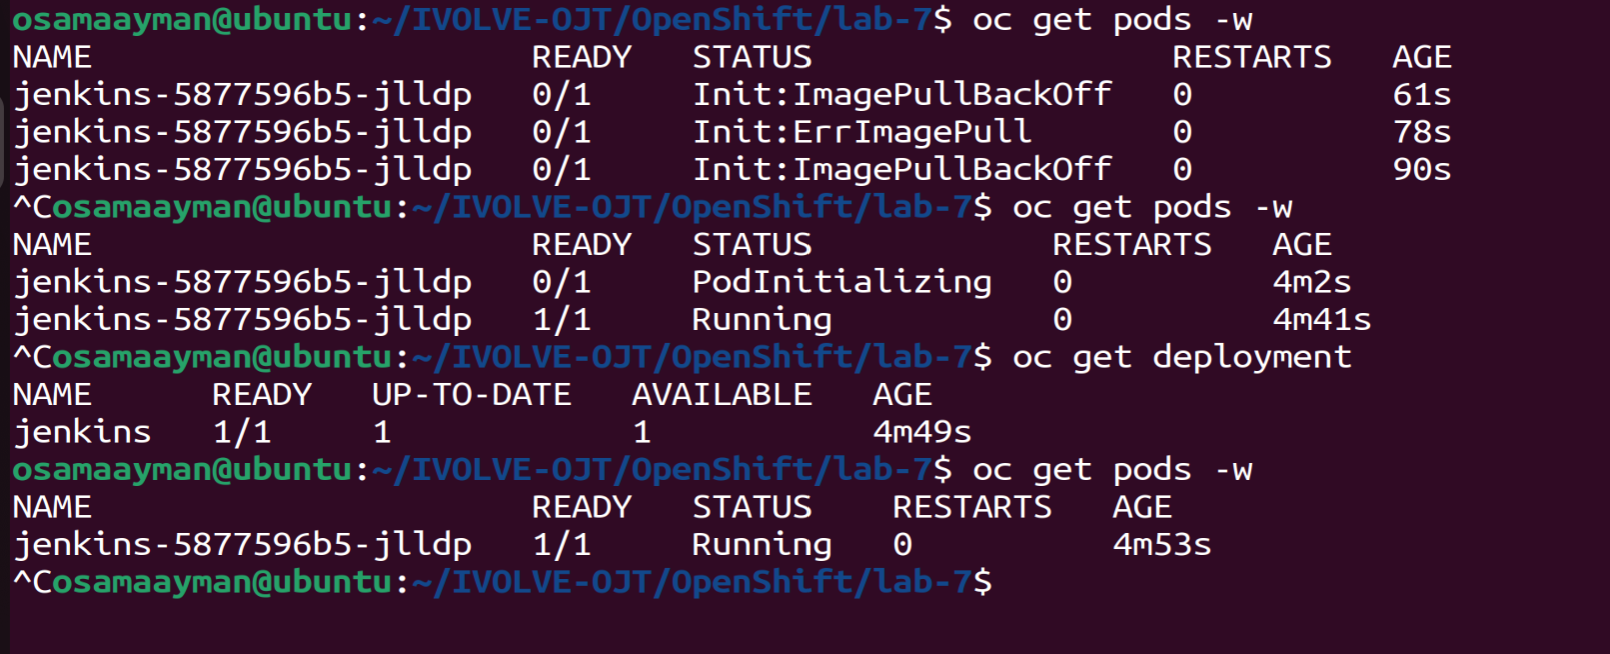 osamaayman@ubuntu:~/IVOLVE-OJT/OpenShift/lab-7$ oc get pods -w
NAME READY STATUS RESTARTS AGE
jenkins-5877596b5-jlldp 0/1 Init:ImagePullBackOff 0 61s
jenkins-5877596b5-jlldp 0/1 Init:ErrImagePull 0 78s
jenkins-5877596b5-jlldp 0/1 Init:ImagePullBackOff 0 90s
^Cosamaayman@ubuntu:~/IVOLVE-OJT/OpenShift/lab-7$ oc get pods -w
NAME READY STATUS RESTARTS AGE
jenkins-5877596b5-jlldp 0/1 PodInitializing 0 4m2s
jenkins-5877596b5-jlldp 1/1 Running 0 4m41s
^Cosamaayman@ubuntu:~/IVOLVE-OJT/OpenShift/lab-7$ oc get deployment
NAME READY UP-TO-DATE AVAILABLE AGE
jenkins 1/1 1 1 4m49s
osamaayman@ubuntu:~/IVOLVE-OJT/OpenShift/lab-7$ oc get pods -w
NAME READY STATUS RESTARTS AGE
jenkins-5877596b5-jlldp 1/1 Running 0 4m53s
^Cosamaayman@ubuntu:~/IVOLVE-OJT/OpenShift/lab-7$